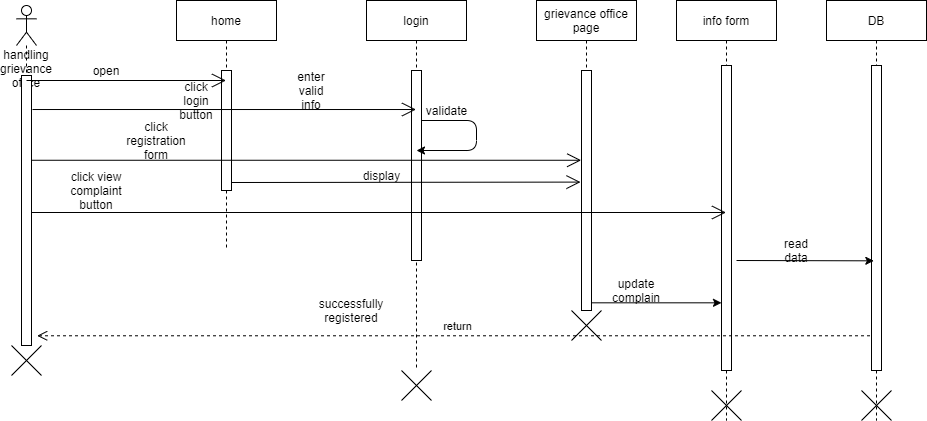 home
login
grievance office
page
info form
DB
handling
grievance
office
open
click
login
button
enter
valid
info
validate
click
registration
form
display
click view
complaint
button
read
data
update
complain
successfully
registered
return